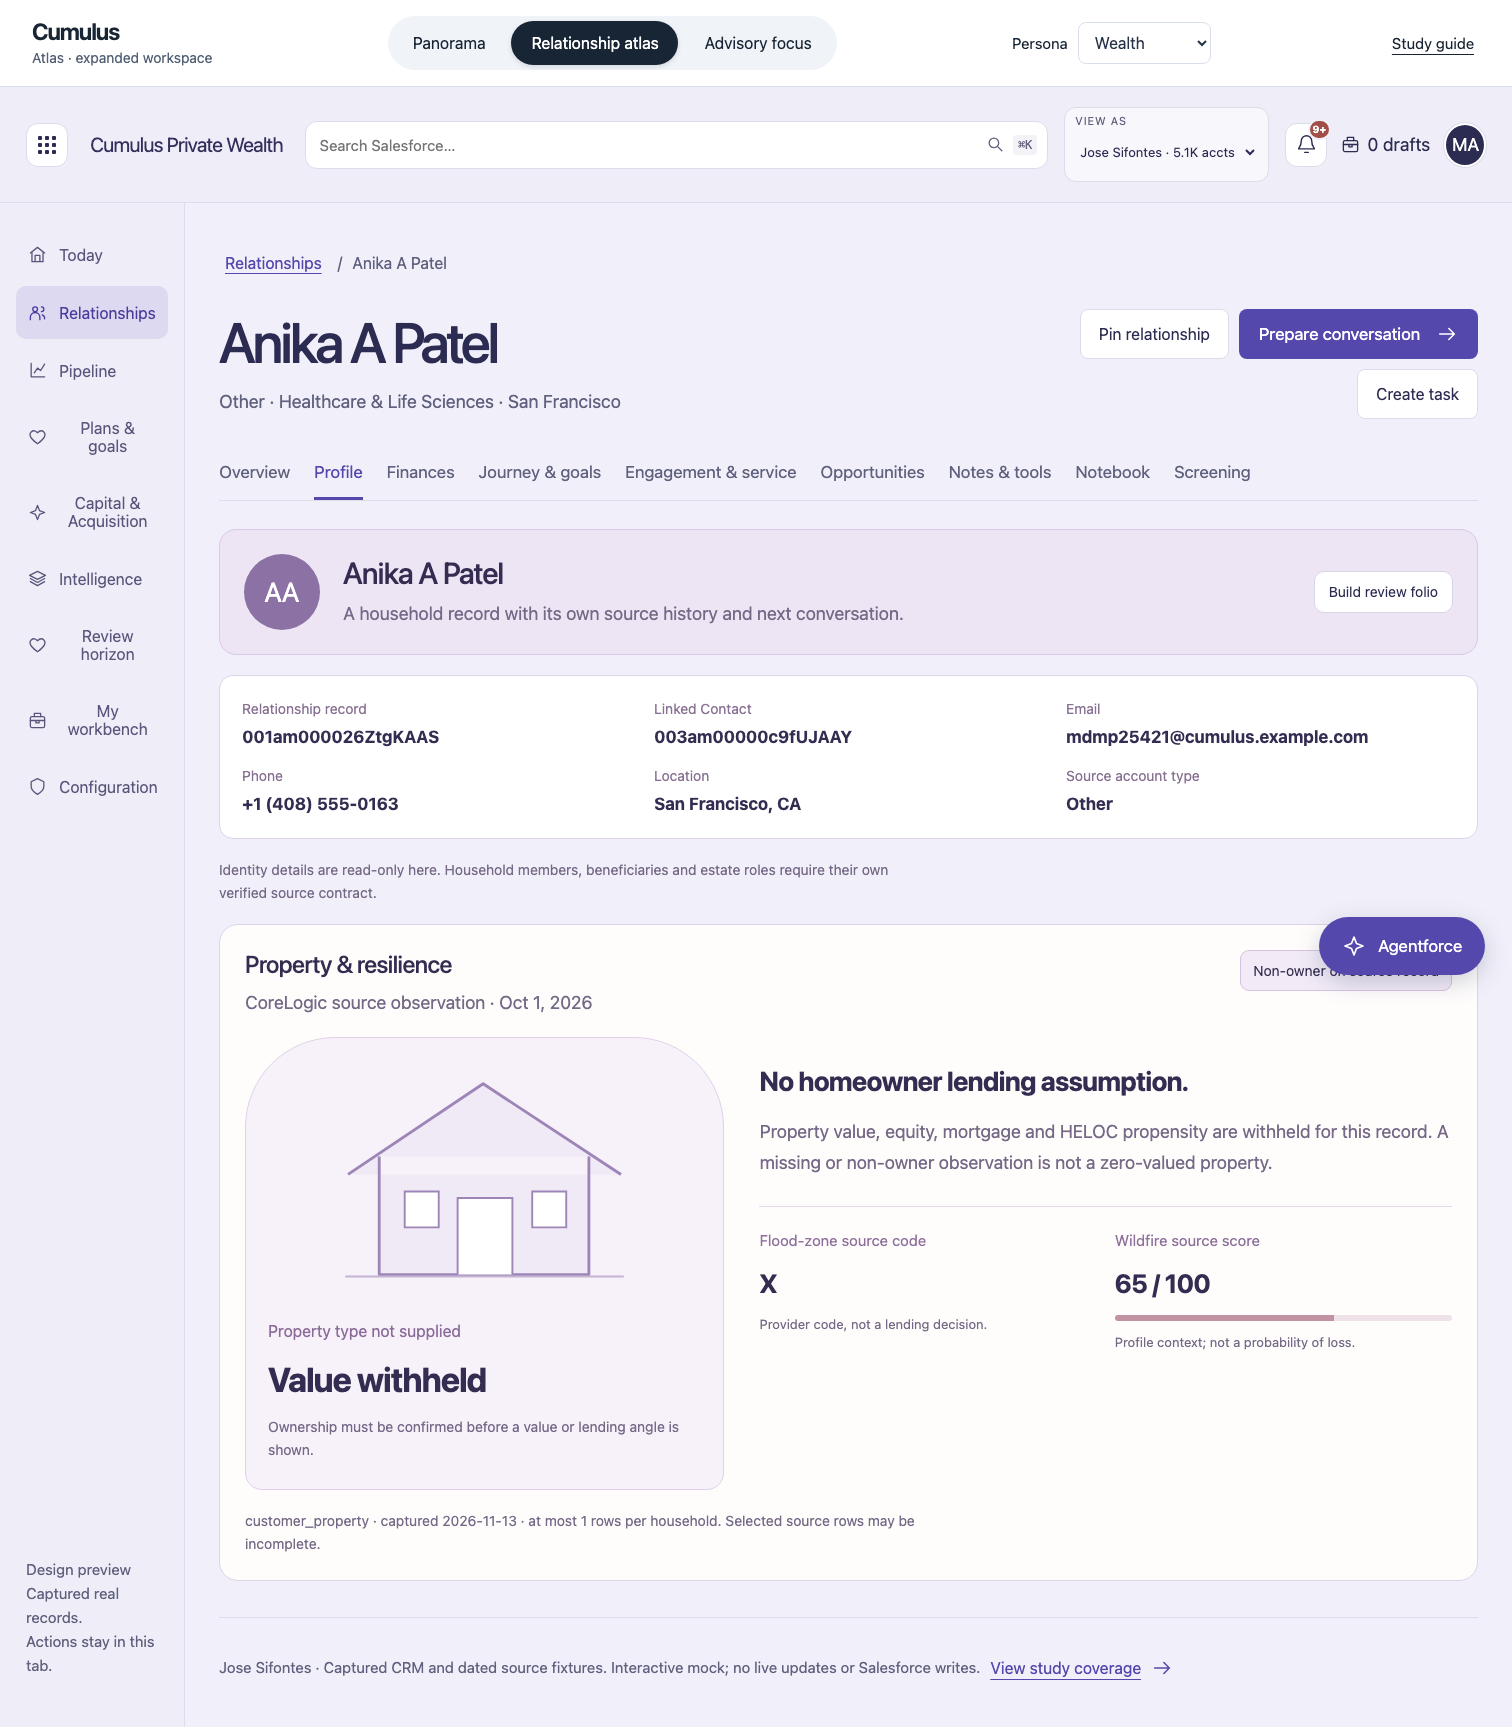 Cumulus
Atlas · expanded workspace
Panorama
Relationship atlas
Advisory focus
Persona
Wealth
Study guide
Cumulus Private Wealth
Search Salesforce...
⌘K
VIEW AS
Jose Sifontes · 5.1K accts
9+
0 drafts
MA
Today
Relationships
Pipeline
Plans &
goals
Capital &
Acquisition
Intelligence
Review
horizon
My
workbench
Configuration
Design preview
Captured real
records.
Actions stay in this
tab.
Relationships / Anika A Patel
Anika A Patel
Other · Healthcare & Life Sciences · San Francisco
Pin relationship
Prepare conversation
Create task
Overview
Profile
Finances
Journey & goals
Engagement & service
Opportunities
Notes & tools
Notebook
Screening
AA
Anika A Patel
A household record with its own source history and next conversation.
Build review folio
Relationship record
001am000026ZtgKAAS
Linked Contact
003am00000c9fUJAAY
Email
mdmp25421@cumulus.example.com
Phone
+1 (408) 555-0163
Location
San Francisco, CA
Source account type
Other
Identity details are read-only here. Household members, beneficiaries and estate roles require their own
verified source contract.
Property & resilience
CoreLogic source observation · Oct 1, 2026
Non-owner
Agentforce
Property type not supplied
Value withheld
Ownership must be confirmed before a value or lending angle is
shown.
No homeowner lending assumption.
Property value, equity, mortgage and HELOC propensity are withheld for this record. A
missing or non-owner observation is not a zero-valued property.
Flood-zone source code
X
Provider code, not a lending decision.
Wildfire source score
65 / 100
Profile context; not a probability of loss.
customer_property · captured 2026-11-13 · at most 1 rows per household. Selected source rows may be
incomplete.
Jose Sifontes · Captured CRM and dated source fixtures. Interactive mock; no live updates or Salesforce writes.
View study coverage